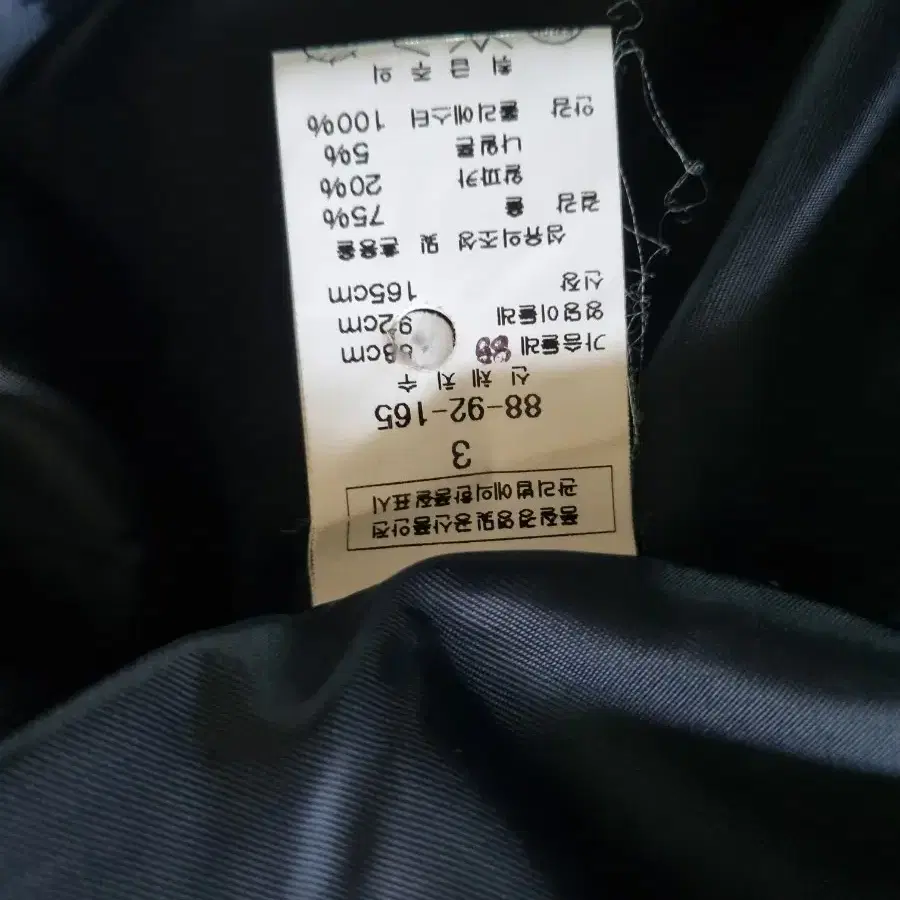 품질경영및공산품안전
관리법에의한품질표시
3
88-92-165
신 체 치 수
가슴둘레 88 88cm
엉덩이둘레 92cm
신장 165cm
섬유의조성 및 혼용율
겉감 울 75%
알파카 20%
나일론 5%
안감 폴리에스터 100%
취 급 주 의